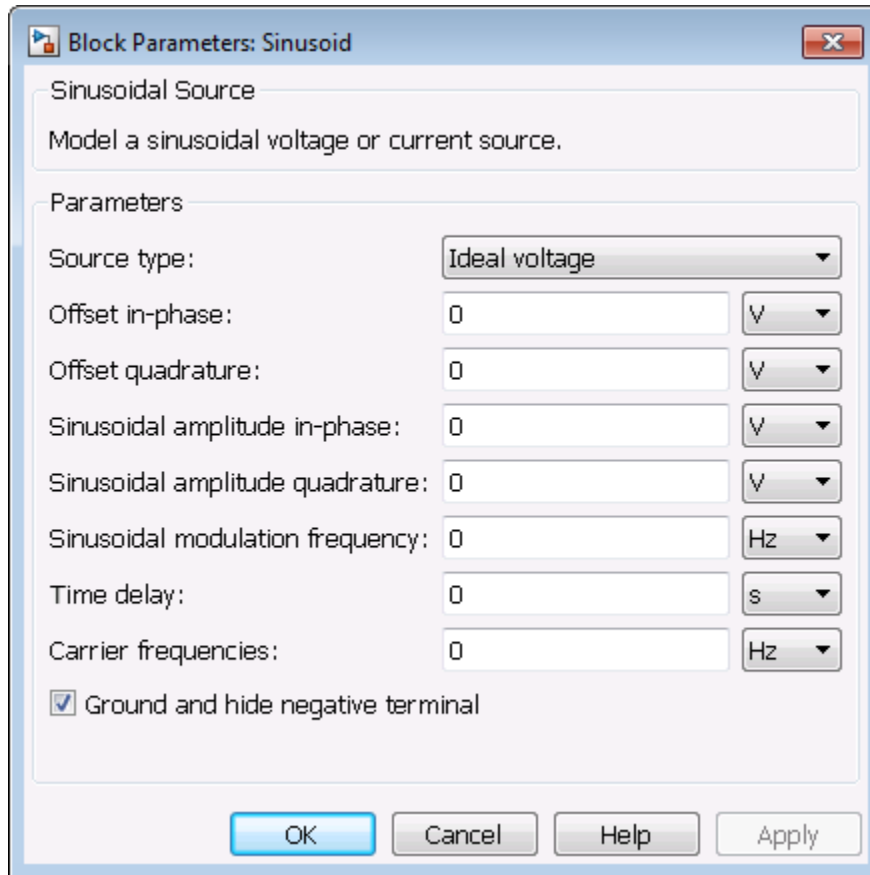 Block Parameters: Sinusoid
Sinusoidal Source
Model a sinusoidal voltage or current source.
Parameters
Source type: Ideal voltage
Offset in-phase: 0 V
Offset quadrature: 0 V
Sinusoidal amplitude in-phase: 0 V
Sinusoidal amplitude quadrature: 0 V
Sinusoidal modulation frequency: 0 Hz
Time delay: 0 s
Carrier frequencies: 0 Hz
Ground and hide negative terminal
OK Cancel Help Apply